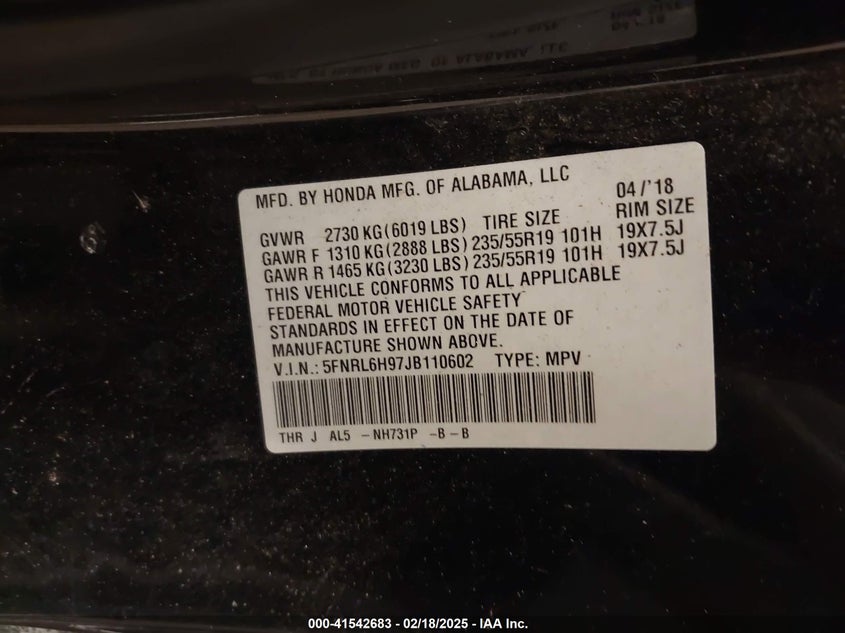 MFD. BY HONDA MFG. OF ALABAMA, LLC 04/'18
GVWR 2730 KG(6019 LBS) TIRE SIZE RIM SIZE
GAWR F 1310 KG(2888 LBS) 235/55R19 101H 19X7.5J
GAWR R 1465 KG(3230 LBS) 235/55R19 101H 19X7.5J
THIS VEHICLE CONFORMS TO ALL APPLICABLE
FEDERAL MOTOR VEHICLE SAFETY
STANDARDS IN EFFECT ON THE DATE OF
MANUFACTURE SHOWN ABOVE.
V.I.N.: 5FNRL6H97JB110602 TYPE: MPV
THR J AL5 -NH731P -B-B
000-41542683 - 02/18/2025 - IAA Inc.